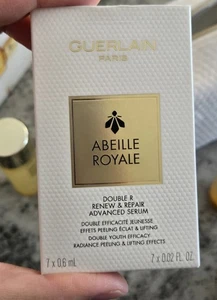 GUERLAIN
PARIS
ABEILLE
ROYALE
DOUBLE R
RENEW & REPAIR
ADVANCED SERUM
DOUBLE EFFICACITÉ JEUNESSE
EFFETS PEELING ÉCLAT & LIFTING
DOUBLE YOUTH EFFICACY
RADIANCE PEELING & LIFTING EFFECTS
7 x 0.6 mL 7 x 0.02 FL. OZ.